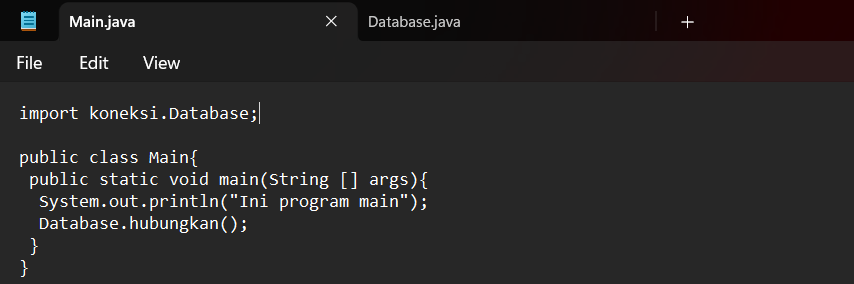 Main.java
Database.java
File Edit View
import koneksi.Database;
public class Main{
public static void main(String [] args){
System.out.println("Ini program main");
Database.hubungkan();
}
}